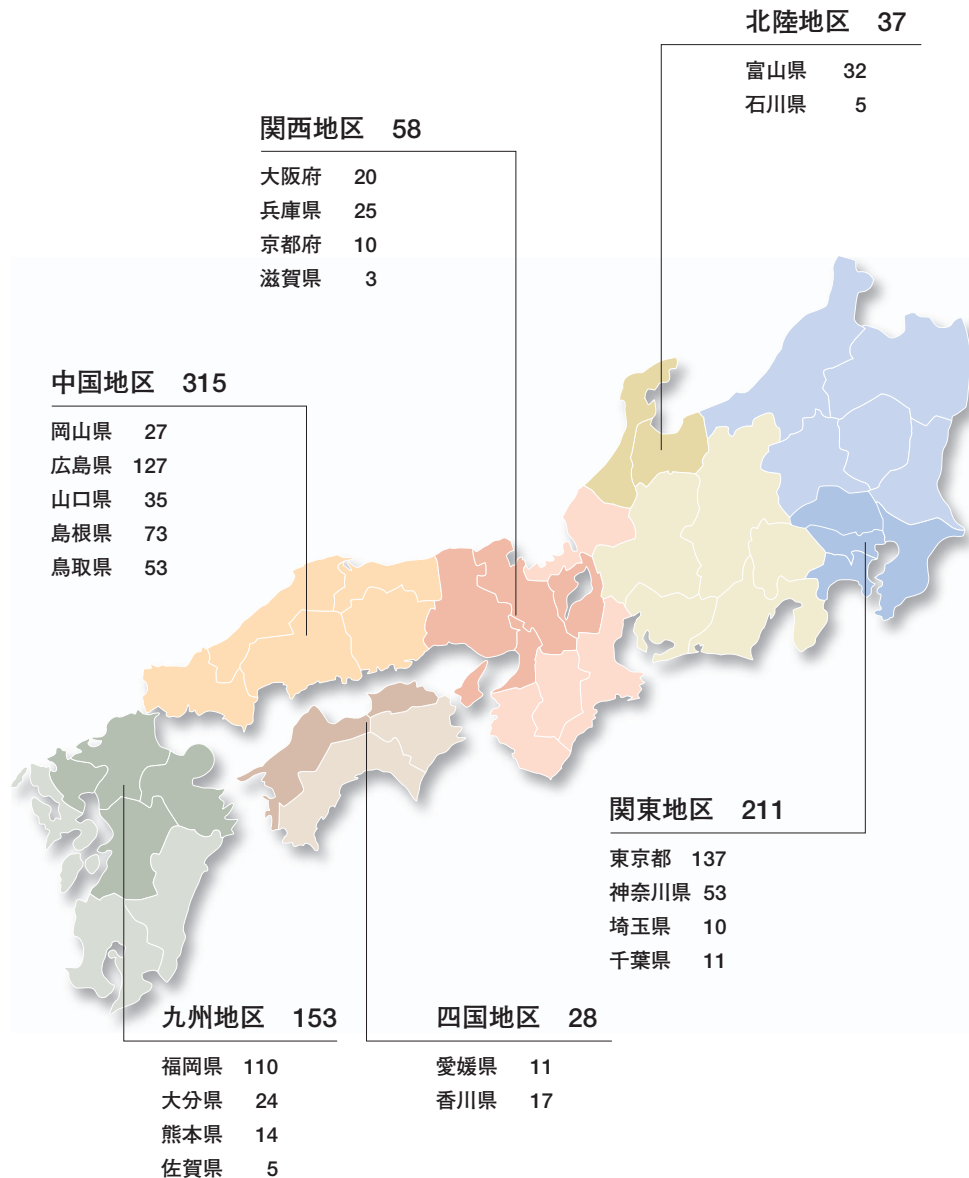 北陸地区 37
富山県 32
石川県 5
関西地区 58
大阪府 20
兵庫県 25
京都府 10
滋賀県 3
中国地区 315
岡山県 27
広島県 127
山口県 35
島根県 73
鳥取県 53
関東地区 211
東京都 137
神奈川県 53
埼玉県 10
千葉県 11
九州地区 153
福岡県 110
大分県 24
熊本県 14
佐賀県 5
四国地区 28
愛媛県 11
香川県 17